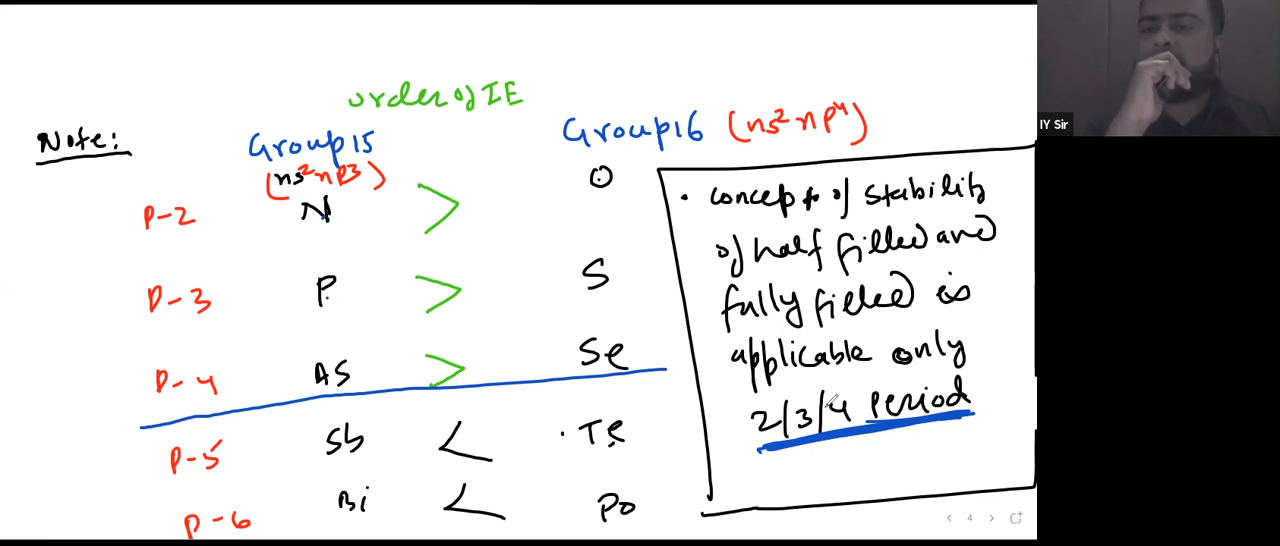 order of IE
Note:
Group 15
Group 16 (ns² np⁴)
(ns² np³)
P-2 N > O
P-3 P > S
P-4 AS > Se
P-5 Sb < Te
P-6 Bi < Po
• concept of stability
of half filled and
fully filled is
applicable only
2/3/4 Period
IY Sir
< 4 >